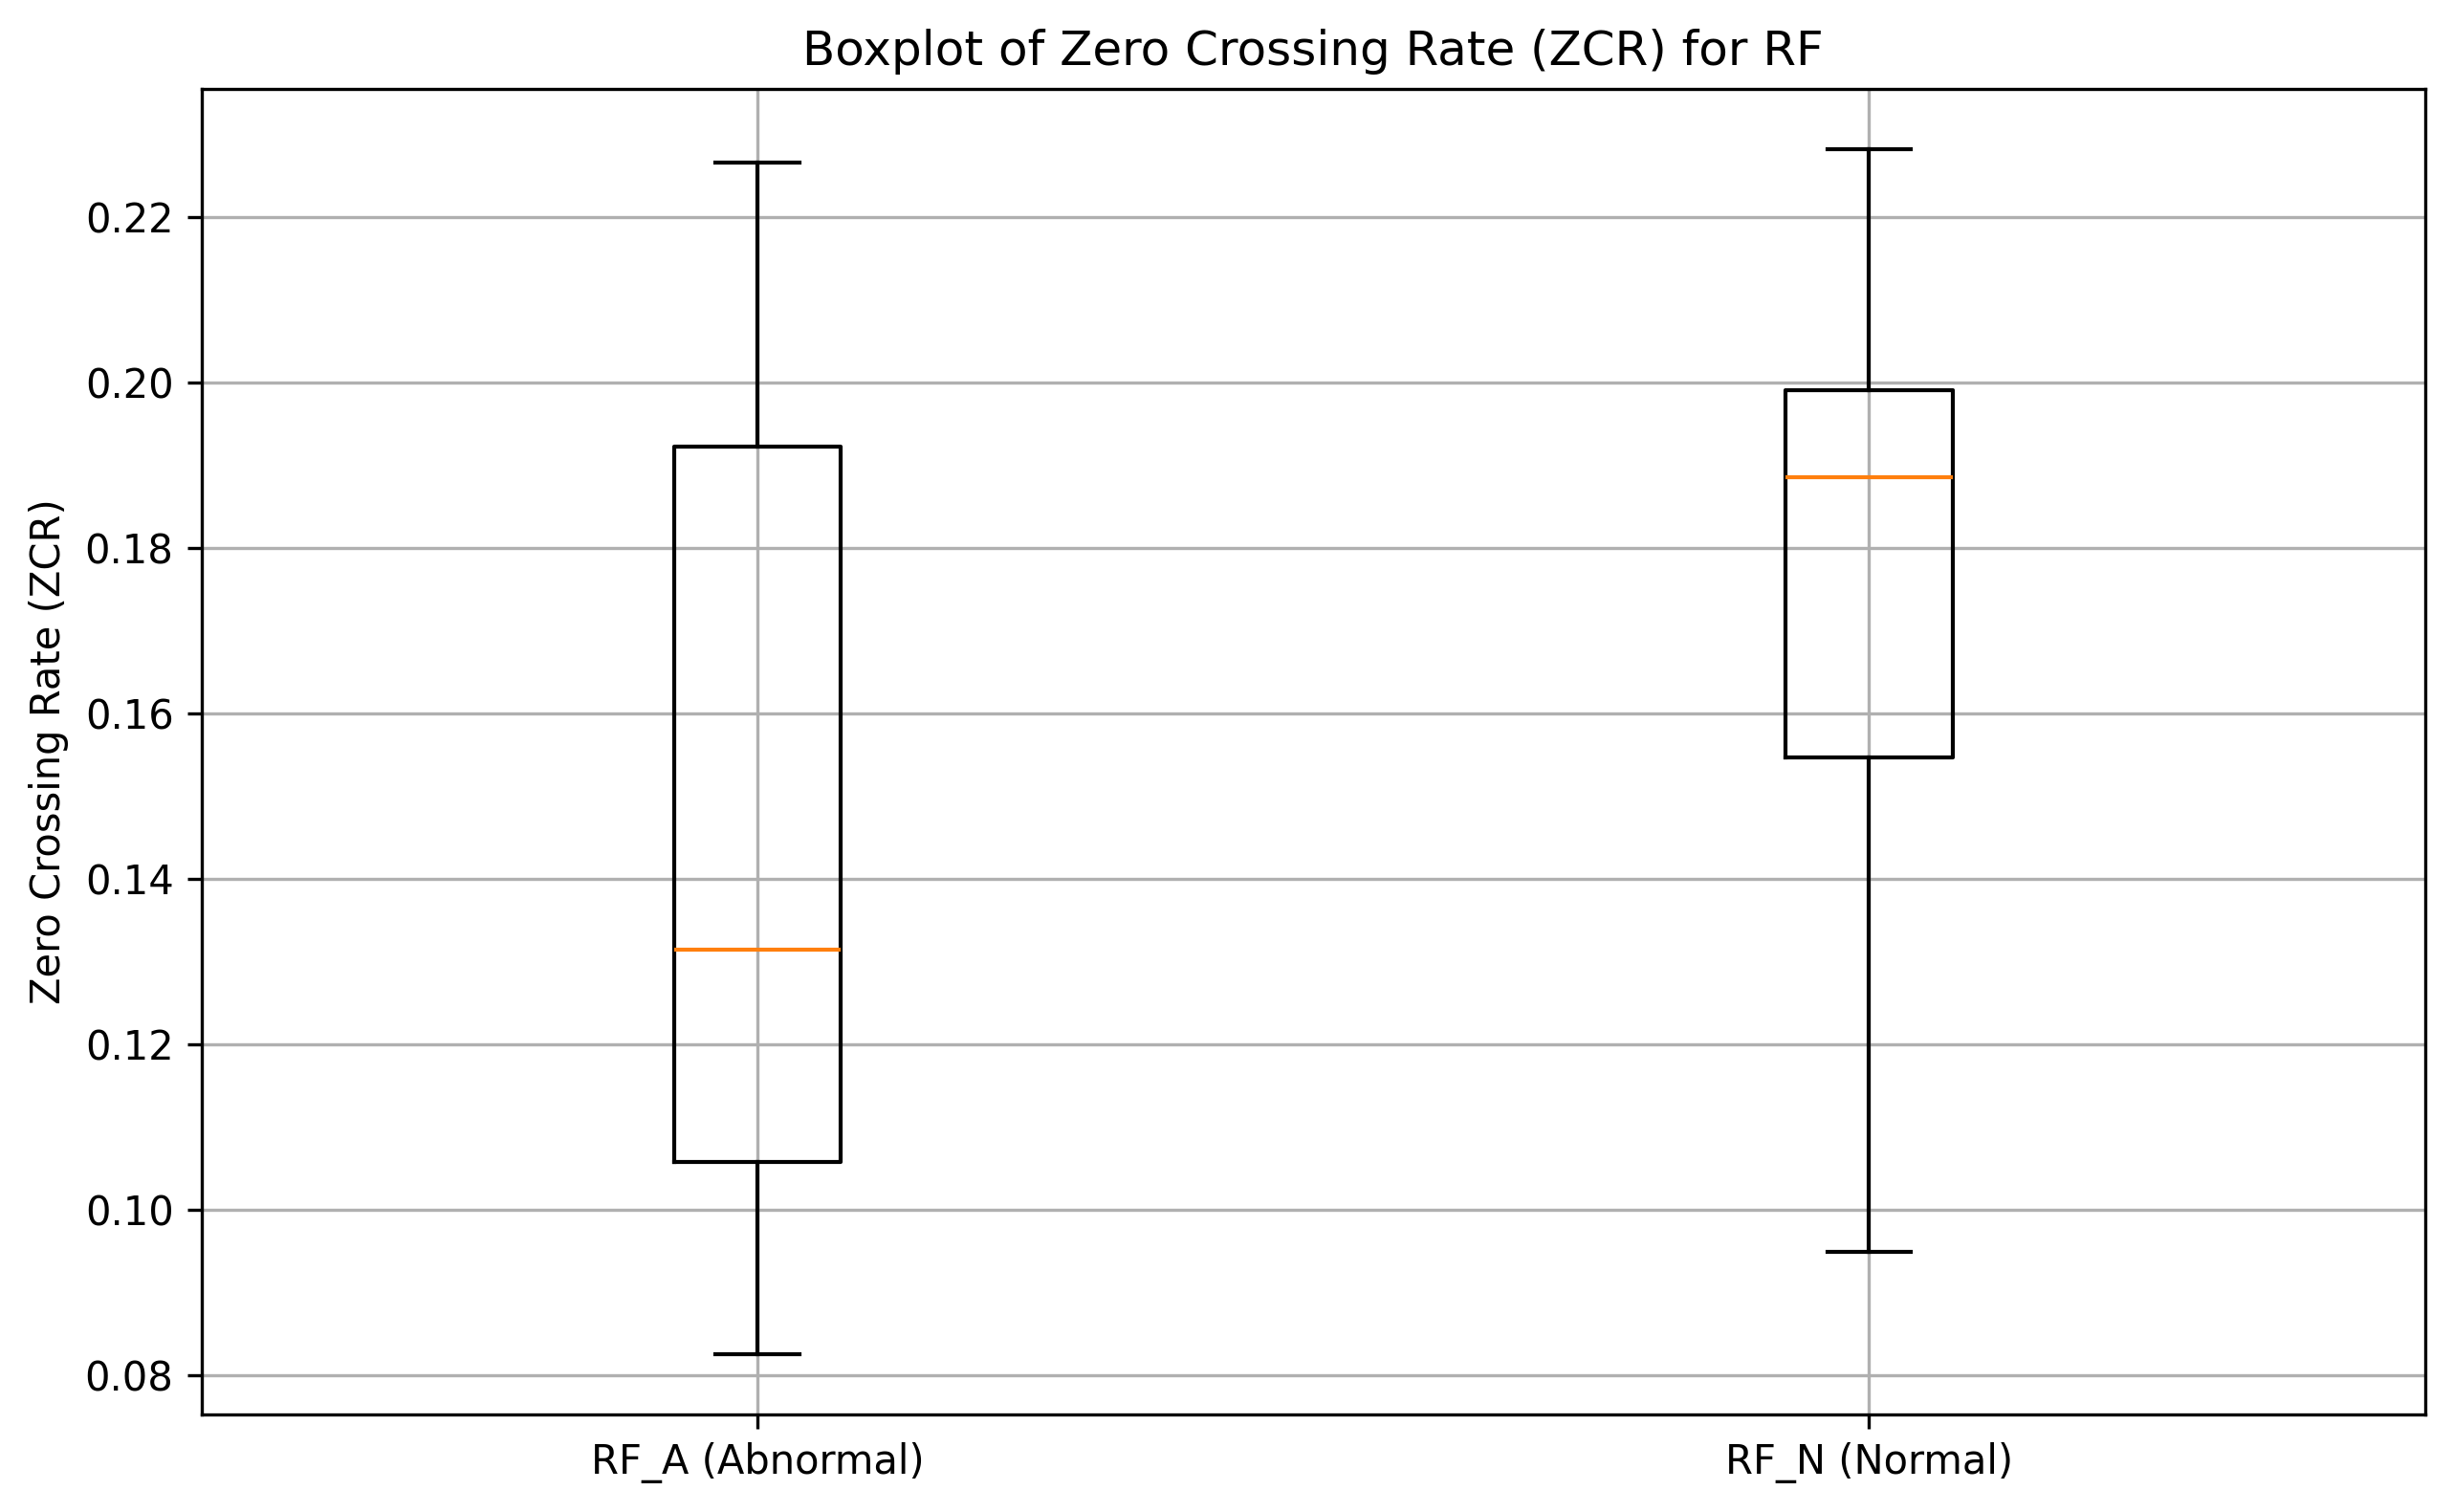 Boxplot of Zero Crossing Rate (ZCR) for RF
Zero Crossing Rate (ZCR)
0.22
0.20
0.18
0.16
0.14
0.12
0.10
0.08
RF_A (Abnormal)
RF_N (Normal)